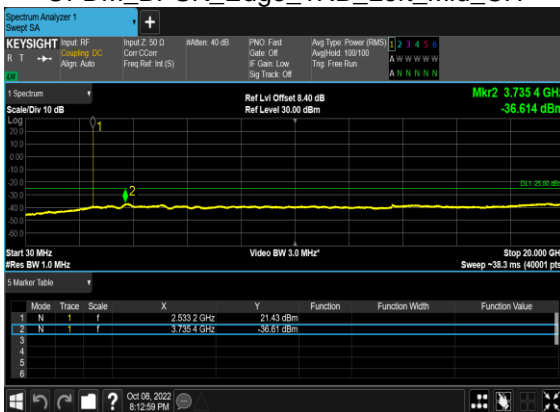 Spectrum Analyzer 1
Swept SA
+
KEYSIGHT
R T
LV
Input: RF
Coupling: DC
Align: Auto
Input Z: 50 Ω
Corr CCorr
Freq Ref: Int (S)
#Atten: 40 dB
PNO: Fast
Gate: Off
IF Gain: Low
Sig Track: Off
Avg Type: Power (RMS)
Avg|Hold: 100/100
Trig: Free Run
1 2 3 4 5 6
A W W W W W
A N N N N N
1 Spectrum
Scale/Div 10 dB
Ref Lvl Offset 8.40 dB
Ref Level 30.00 dBm
Mkr2 3.735 4 GHz
-36.614 dBm
Log
20.0
10.0
0.00
-10.0
-20.0
-30.0
-40.0
-50.0
-60.0
1
2
DL1 -25.00 dBm
Start 30 MHz
#Res BW 1.0 MHz
Video BW 3.0 MHz*
Stop 20.000 GHz
Sweep ~38.3 ms (40001 pts)
5 Marker Table
Mode Trace Scale X Y Function Function Width Function Value
1 N 1 f 2.533 2 GHz 21.43 dBm
2 N 1 f 3.735 4 GHz -36.61 dBm
3
4
5
6
?
Oct 08, 2022
8:12:59 PM